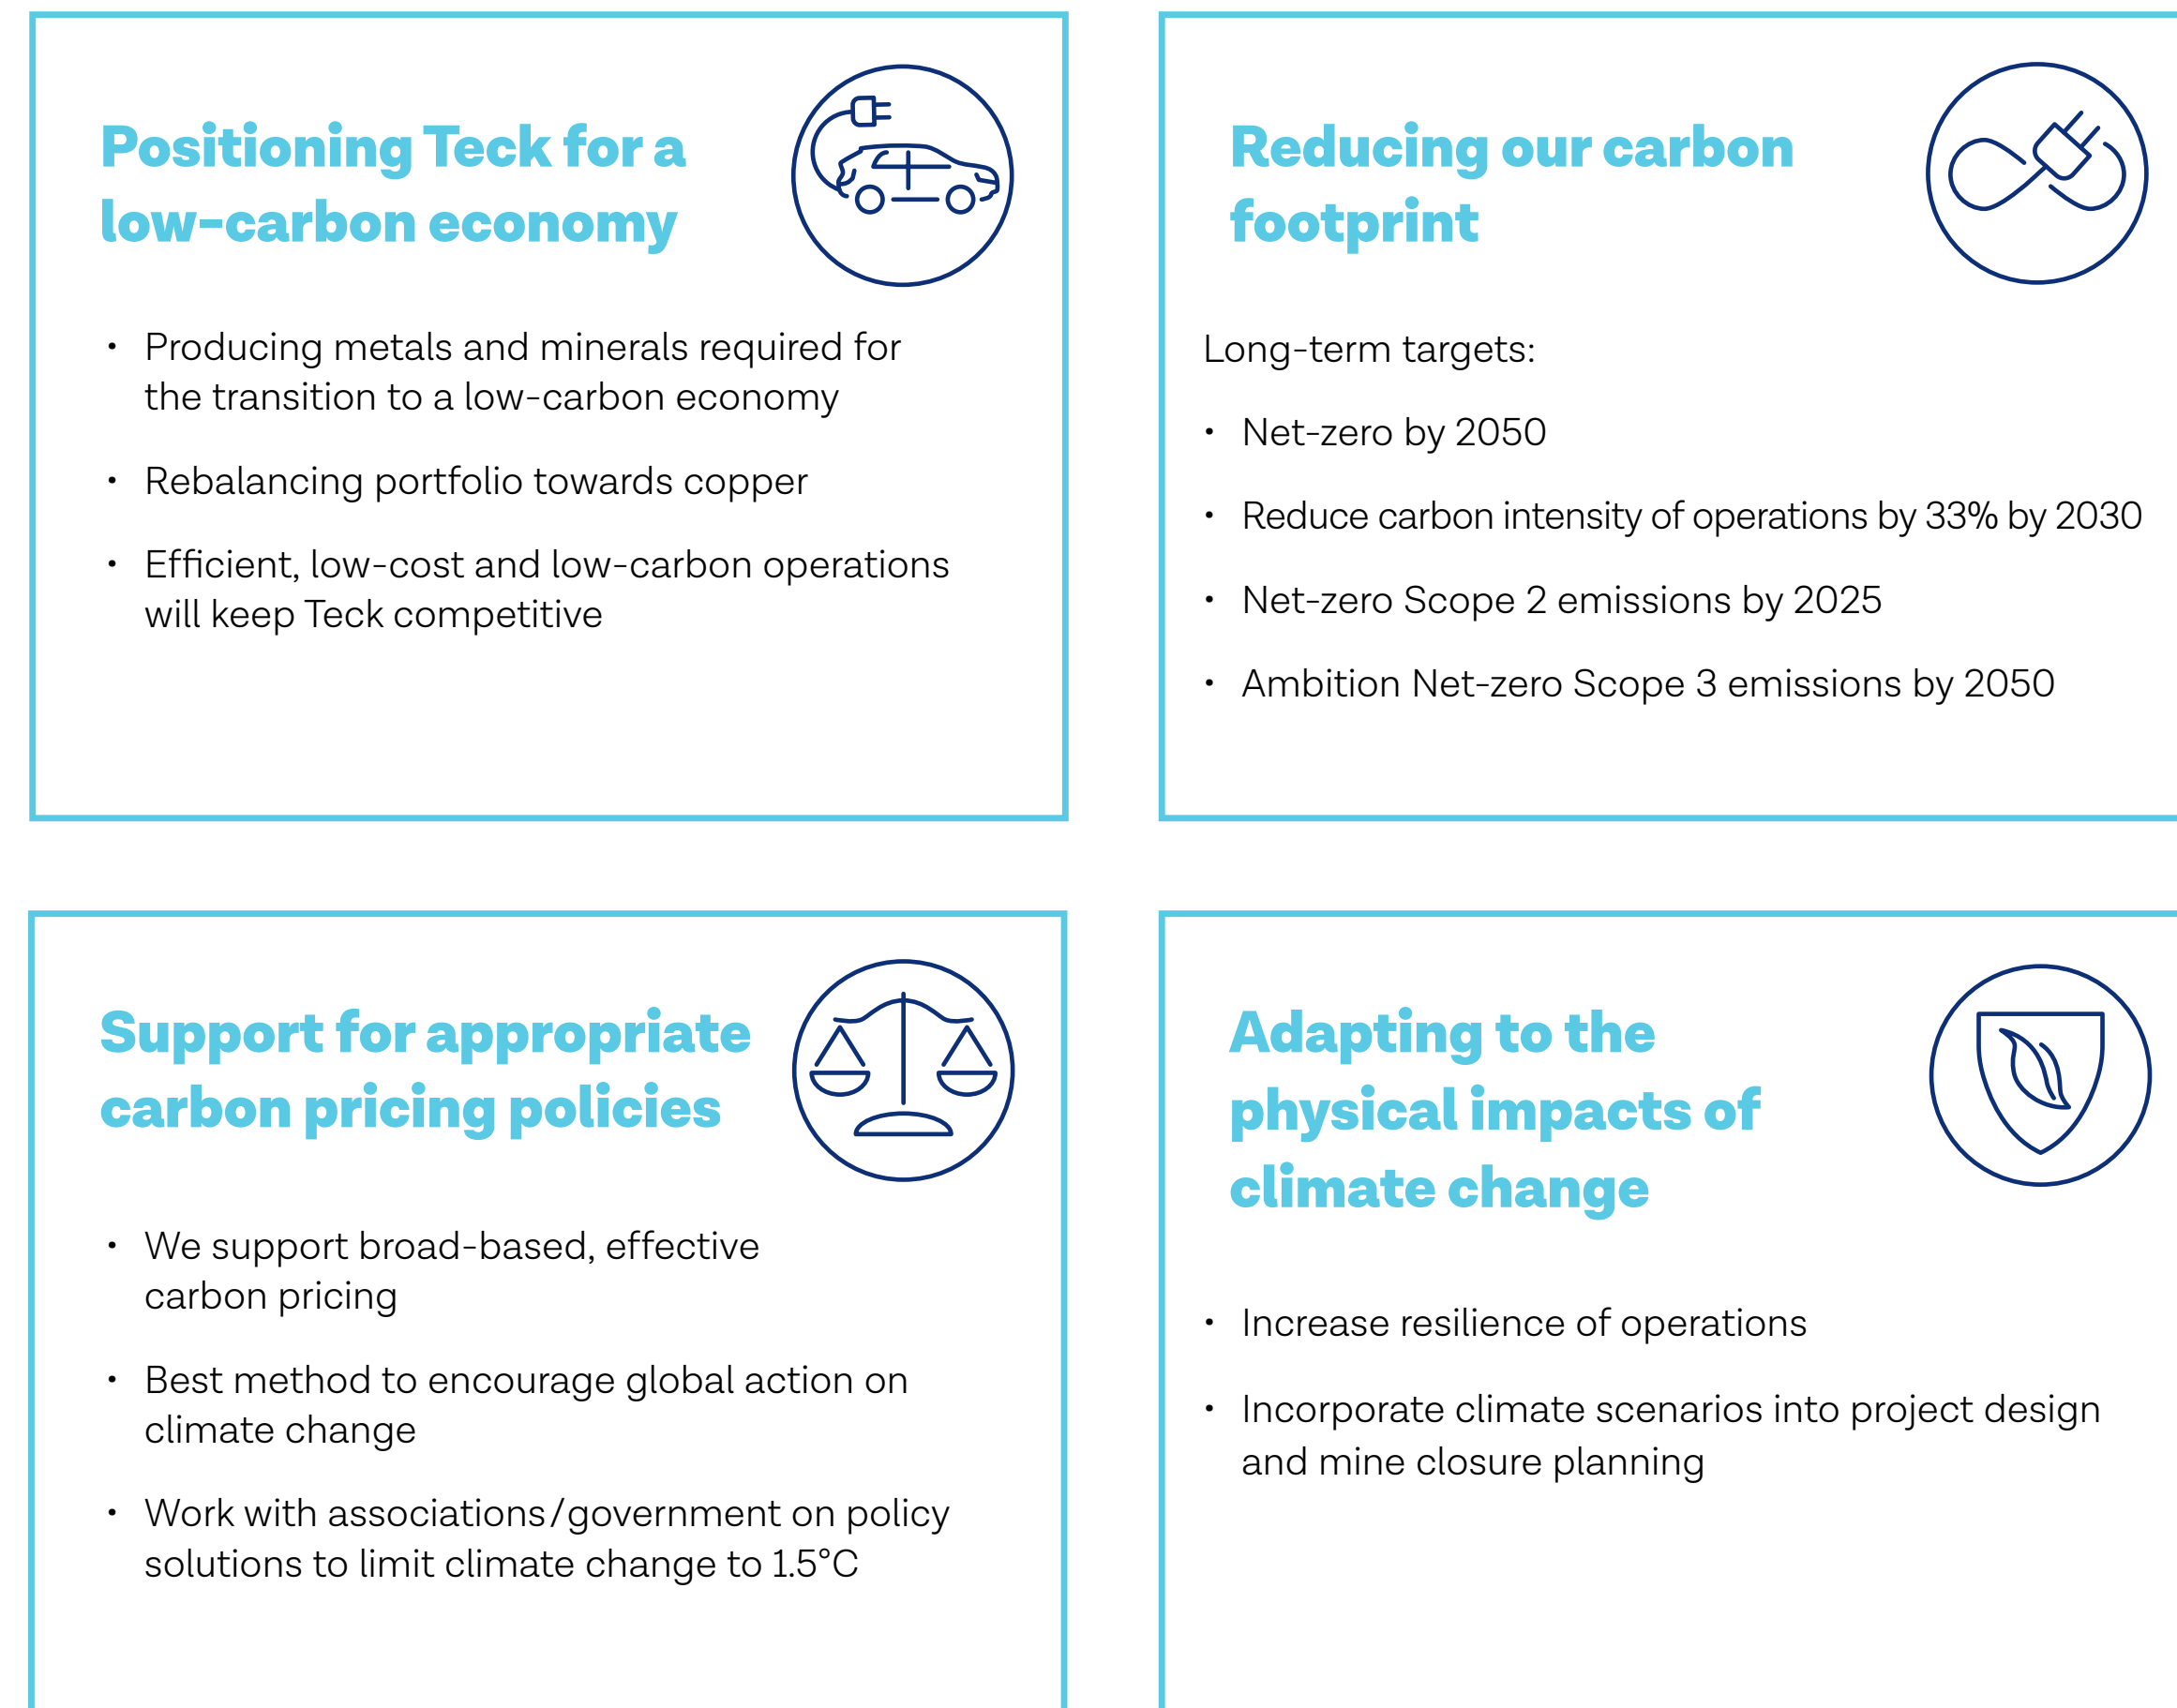 Positioning Teck for a
low-carbon economy
• Producing metals and minerals required for
the transition to a low-carbon economy
• Rebalancing portfolio towards copper
• Efficient, low-cost and low-carbon operations
will keep Teck competitive
Reducing our carbon
footprint
Long-term targets:
• Net-zero by 2050
• Reduce carbon intensity of operations by 33% by 2030
• Net-zero Scope 2 emissions by 2025
• Ambition Net-zero Scope 3 emissions by 2050
Support for appropriate
carbon pricing policies
• We support broad-based, effective
carbon pricing
• Best method to encourage global action on
climate change
• Work with associations/government on policy
solutions to limit climate change to 1.5°C
Adapting to the
physical impacts of
climate change
• Increase resilience of operations
• Incorporate climate scenarios into project design
and mine closure planning